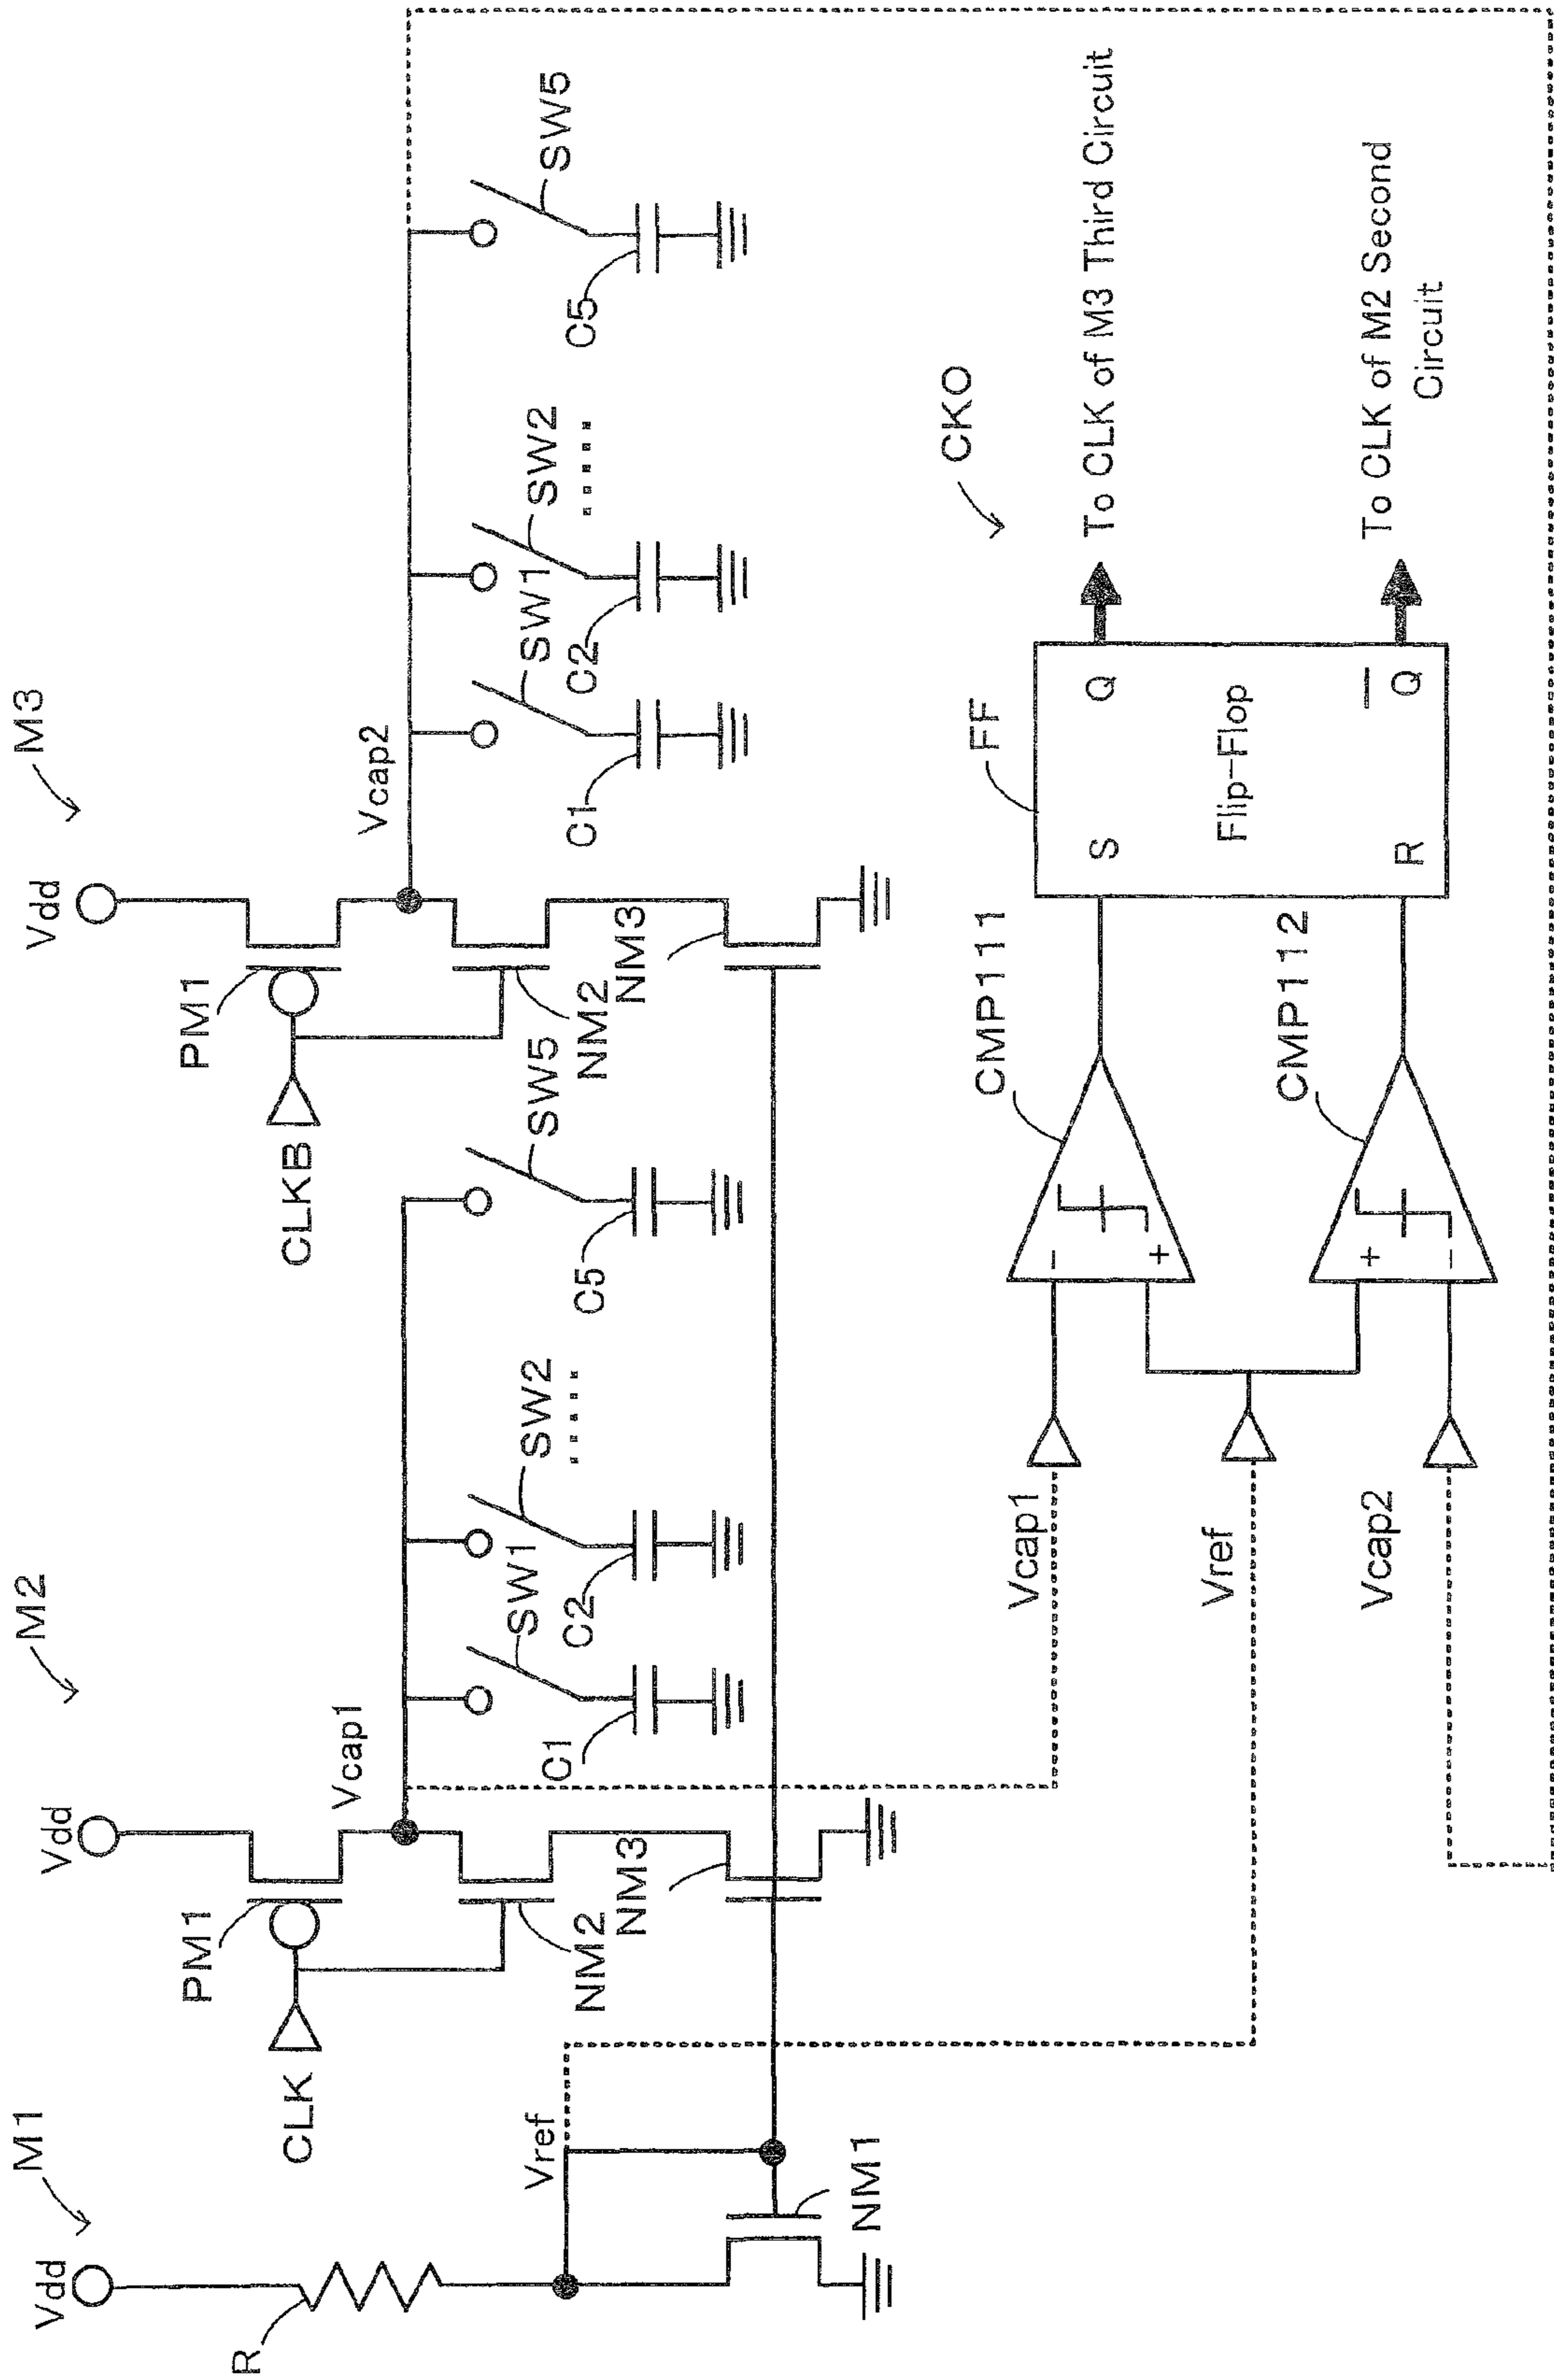 M1
M2
M3
Vdd
Vdd
Vdd
R
CLK
PM1
CLKB
PM1
Vref
Vcap1
Vcap2
NM2
NM3
SW1
SW2
.....
SW5
C1
C2
C5
NM2
NM3
SW1
SW2
.....
SW5
C1
C2
C5
NM1
Vcap1
Vref
Vcap2
CMP111
-
+
CMP112
+
-
FF
S
Q
Flip-Flop
R
Q
CKO
To CLK of M3 Third Circuit
To CLK of M2 Second
Circuit